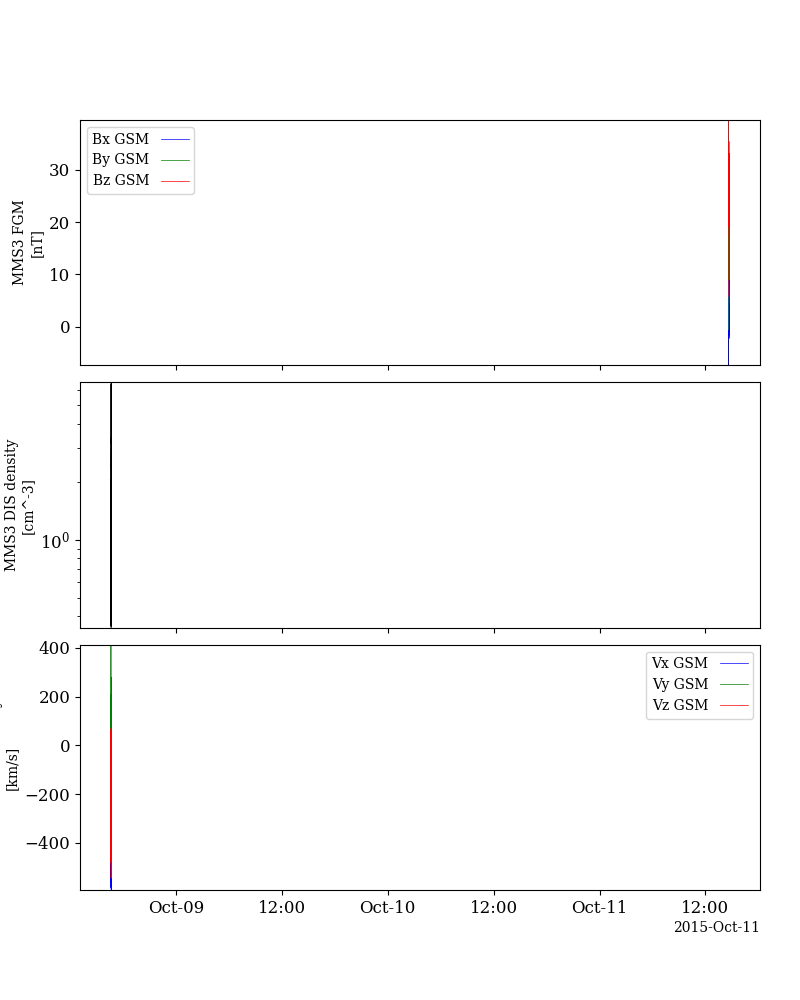 Bx GSM
By GSM
Bz GSM
30
20
10
0
MMS3 FGM
[nT]
10^0
MMS3 DIS density
[cm^-3]
Vx GSM
Vy GSM
Vz GSM
400
200
0
−200
−400
[km/s]
Oct-09
12:00
Oct-10
12:00
Oct-11
12:00
2015-Oct-11